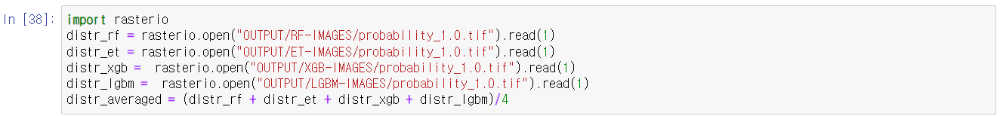 In [38]: import rasterio
distr_rf = rasterio.open("OUTPUT/RF-IMAGES/probability_1.0.tif").read(1)
distr_et = rasterio.open("OUTPUT/ET-IMAGES/probability_1.0.tif").read(1)
distr_xgb =  rasterio.open("OUTPUT/XGB-IMAGES/probability_1.0.tif").read(1)
distr_lgbm =  rasterio.open("OUTPUT/LGBM-IMAGES/probability_1.0.tif").read(1)
distr_averaged = (distr_rf + distr_et + distr_xgb + distr_lgbm)/4